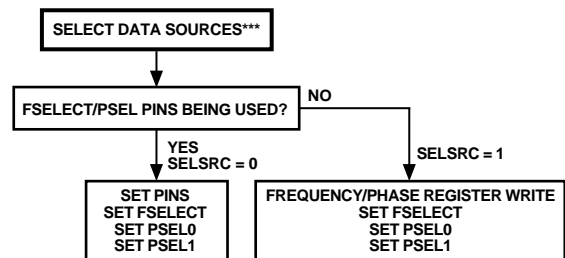 SELECT DATA SOURCES***
FSELECT/PSEL PINS BEING USED?
NO
YES
SELSRC = 0
SELSRC = 1
SET PINS
SET FSELECT
SET PSEL0
SET PSEL1
FREQUENCY/PHASE REGISTER WRITE
SET FSELECT
SET PSEL0
SET PSEL1